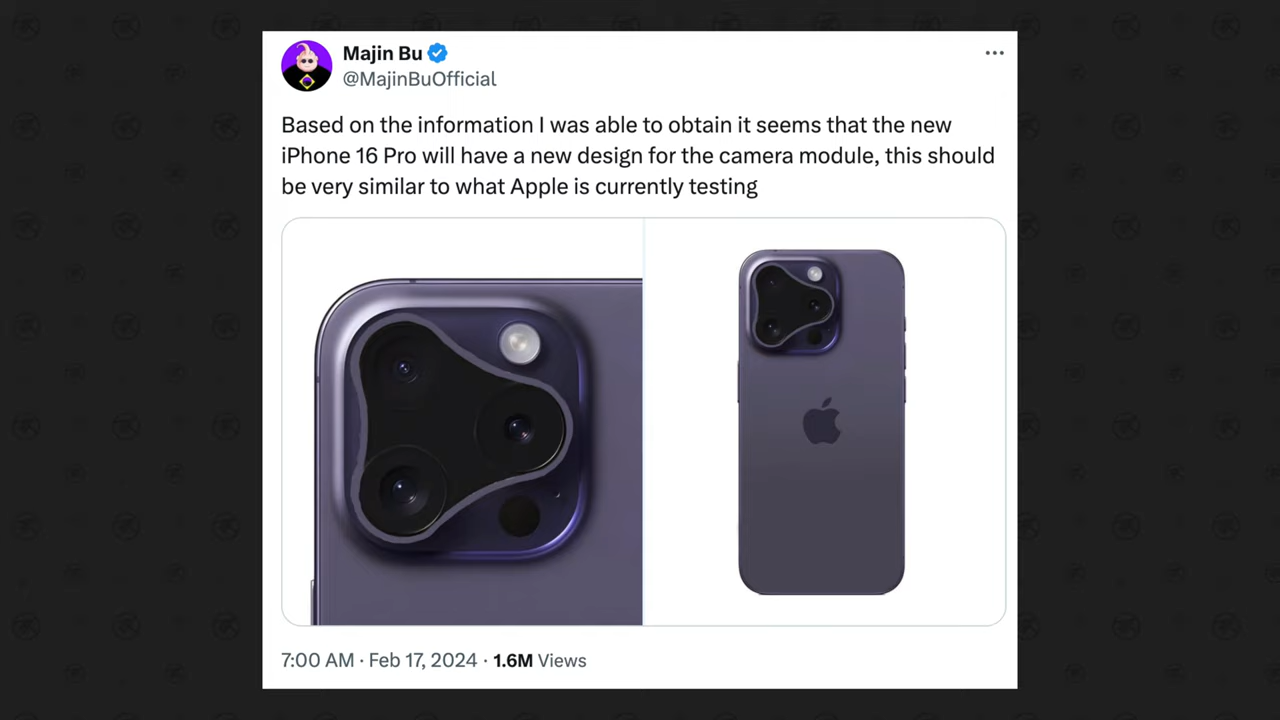 Majin Bu
@MajinBuOfficial
Based on the information I was able to obtain it seems that the new
iPhone 16 Pro will have a new design for the camera module, this should
be very similar to what Apple is currently testing
7:00 AM · Feb 17, 2024 · 1.6M Views